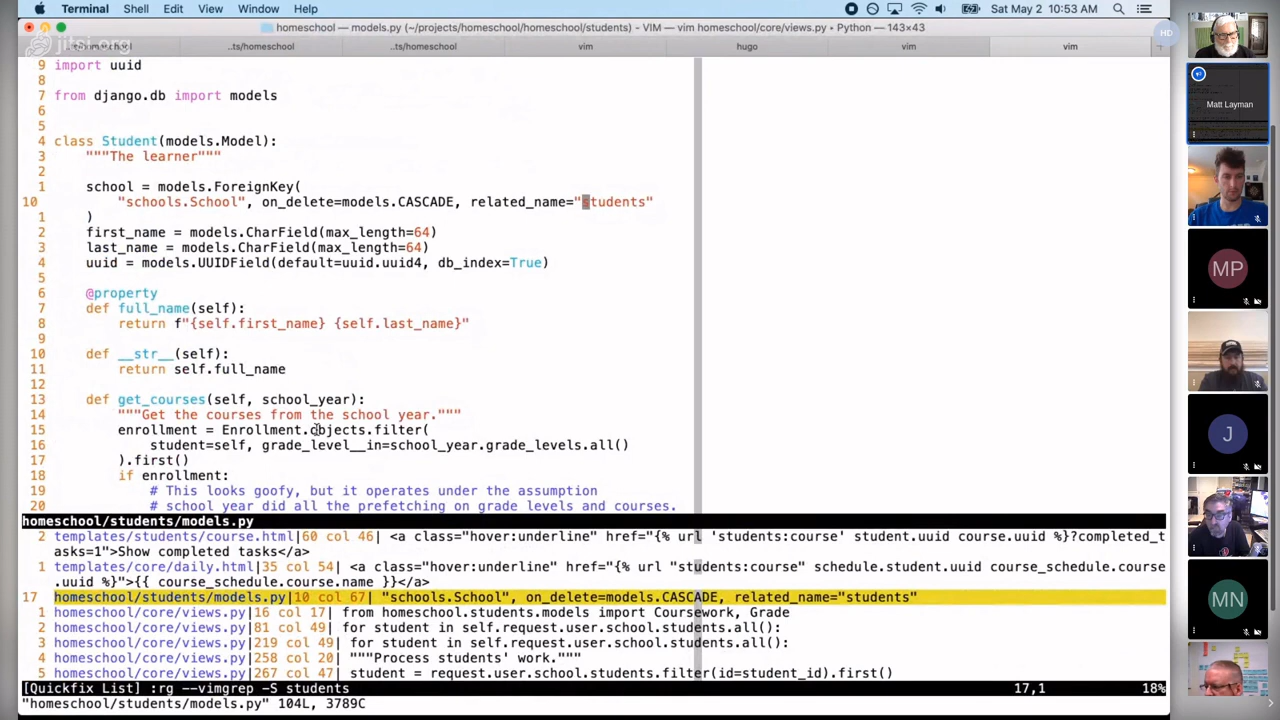 Terminal Shell Edit View Window Help Sat May 2 10:53 AM
homeschool — models.py (~/projects/homeschool/homeschool/students) - VIM — vim homeschool/core/views.py • Python — 143×43
jitsi.org ..ts/homeschool ..ts/homeschool vim hugo vim vim
HD
9 import uuid
8
7 from django.db import models
6
5
4 class Student(models.Model):
3 """The learner"""
2
1 school = models.ForeignKey(
10 "schools.School", on_delete=models.CASCADE, related_name="students"
1 )
2 first_name = models.CharField(max_length=64)
3 last_name = models.CharField(max_length=64)
4 uuid = models.UUIDField(default=uuid.uuid4, db_index=True)
5
6 @property
7 def full_name(self):
8 return f"{self.first_name} {self.last_name}"
9
10 def __str__(self):
11 return self.full_name
12
13 def get_courses(self, school_year):
14 """Get the courses from the school year."""
15 enrollment = Enrollment.objects.filter(
16 student=self, grade_level__in=school_year.grade_levels.all()
17 ).first()
18 if enrollment:
19 # This looks goofy, but it operates under the assumption
20 # school year did all the prefetching on grade levels and courses.
homeschool/students/models.py
2 templates/students/course.html|60 col 46| <a class="hover:underline" href="{% url 'students:course' student.uuid course.uuid %}?completed_t
asks=1">Show completed tasks</a>
1 templates/core/daily.html|35 col 54| <a class="hover:underline" href="{% url "students:course" schedule.student.uuid course_schedule.course
.uuid %}">{{ course_schedule.course.name }}</a>
17 homeschool/students/models.py|10 col 67| "schools.School", on_delete=models.CASCADE, related_name="students"
1 homeschool/core/views.py|16 col 17| from homeschool.students.models import Coursework, Grade
2 homeschool/core/views.py|81 col 49| for student in self.request.user.school.students.all():
3 homeschool/core/views.py|219 col 49| for student in self.request.user.school.students.all():
4 homeschool/core/views.py|258 col 20| """Process students' work."""
5 homeschool/core/views.py|267 col 47| student = request.user.school.students.filter(id=student_id).first()
[Quickfix List] :rg --vimgrep -S students 17,1 18%
"homeschool/students/models.py" 104L, 3789C
Matt Layman
MP
J
MN